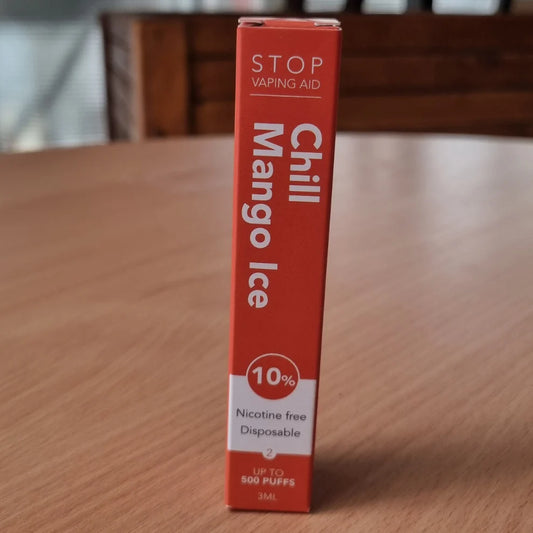 STOP
VAPING AID
Chill
Mango Ice
10%
Nicotine free
Disposable
2
UP TO
500 PUFFS
3ML